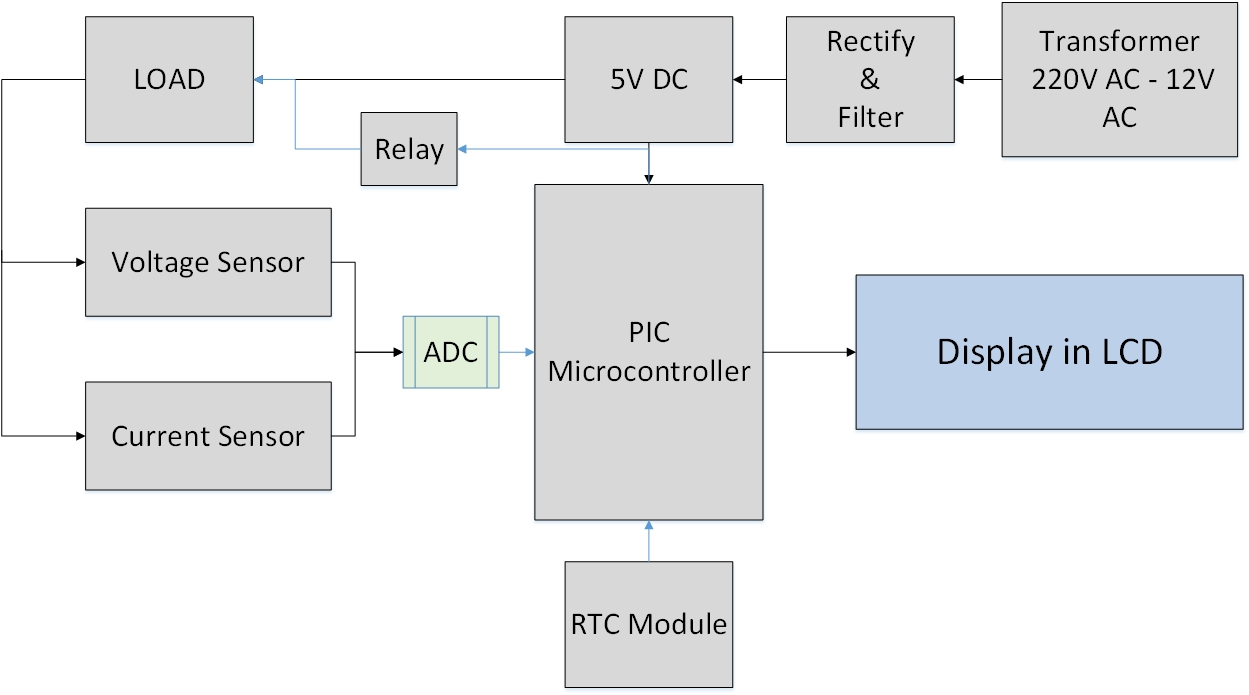 LOAD
5V DC
Rectify
&
Filter
Transformer
220V AC - 12V
AC
Relay
Voltage Sensor
ADC
PIC
Microcontroller
Display in LCD
Current Sensor
RTC Module